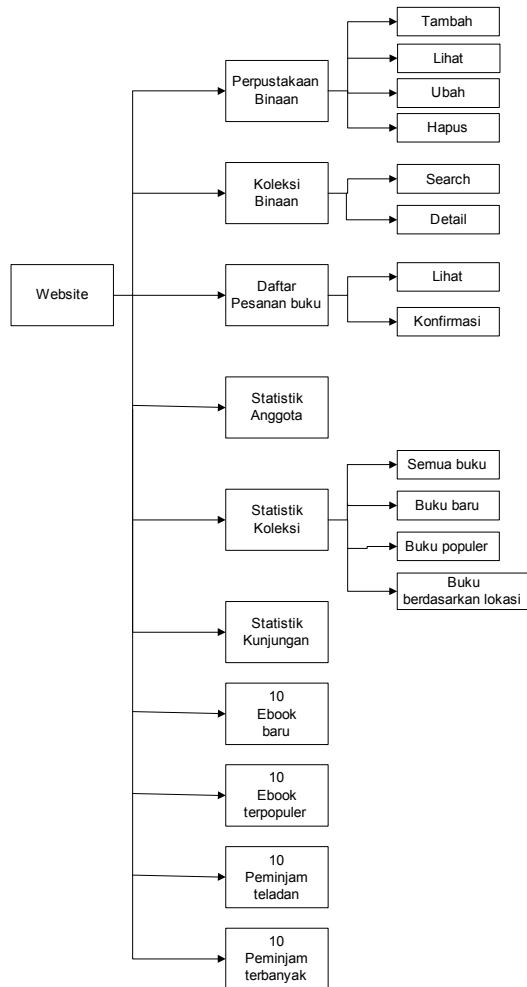 Tambah
Lihat
Perpustakaan
Binaan
Ubah
Hapus
Koleksi
Binaan
Search
Detail
Website
Daftar
Pesanan buku
Lihat
Konfirmasi
Statistik
Anggota
Statistik
Koleksi
Semua buku
Buku baru
Buku populer
Buku
berdasarkan lokasi
Statistik
Kunjungan
10
Ebook
baru
10
Ebook
terpopuler
10
Peminjam
teladan
10
Peminjam
terbanyak